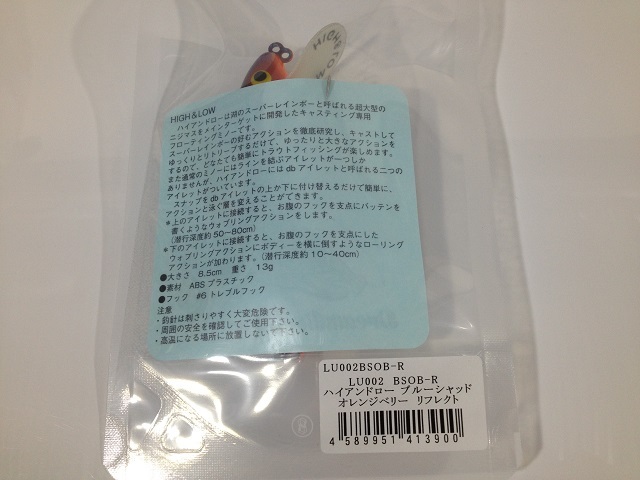 HIGH&LOW
HIGH & LOW
ハイアンドローは湖のスーパーレインボーと呼ばれる超大型の
ニジマスをメインターゲットに開発したキャスティング専用
フローティングミノーです。
スーパーレインボーの好むアクションを徹底研究し、キャストして
ゆっくりとリトリーブするだけで、ゆったりと大きなアクションを
するので、どなたでも簡単にトラウトフィッシングが楽しめます。
また通常のミノーにはラインを結ぶアイレットが一つしか
ありませんが、ハイアンドローにはdbアイレットと呼ばれる二つの
アイレットがついています。
スナップをdbアイレットの上か下に付け替えるだけで簡単に、
アクションと泳ぐ層を変えることができます。
*上のアイレットに接続すると、お腹のフックを支点にバッテンを
書くようなウォブリングアクションをします。
(潜行深度約50〜80cm)
*下のアイレットに接続すると、お腹のフックを支点にした
ウォブリングアクションにボディーを横に倒すようなローリング
アクションが加わります。(潜行深度約10〜40cm)
●大きさ 8.5cm 重さ 13g
●素材 ABSプラスチック
●フック #6トレブルフック
注意
・釣針は刺さりやすく大変危険です。
・周囲の安全を確認してご使用下さい。
・高温になる場所に放置しないで下さい。
LU002BSOB-R
LU002 BSOB-R
ハイアンドロー ブルーシャッド
オレンジベリー リフレクト
4 589951 413900